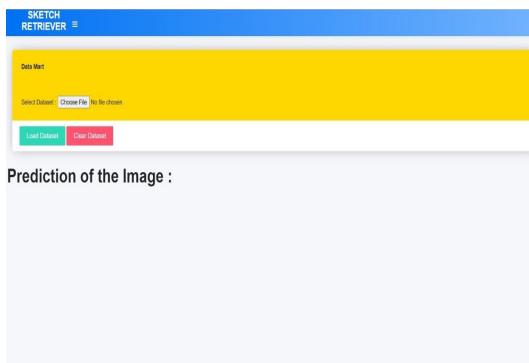 SKETCH
RETRIEVER ≡
Data Mart
Select Dataset : Choose File No file chosen
Load Dataset Clear Dataset
Prediction of the Image :